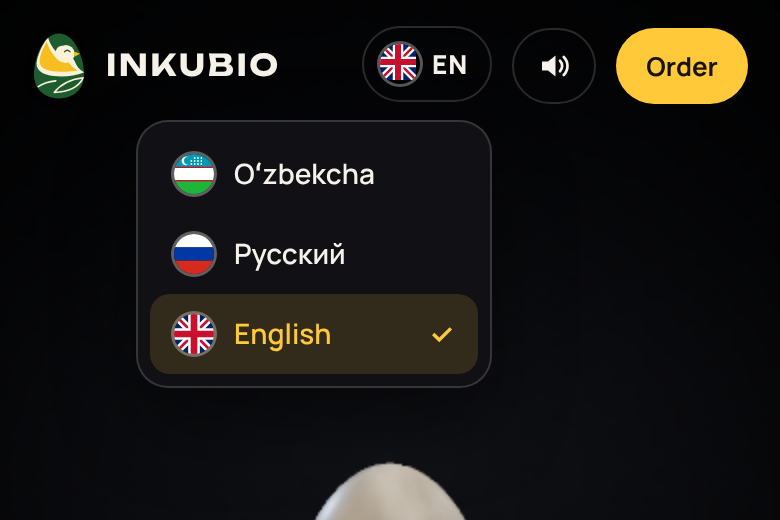 INKUBIO
EN
Order
Oʻzbekcha
Русский
English